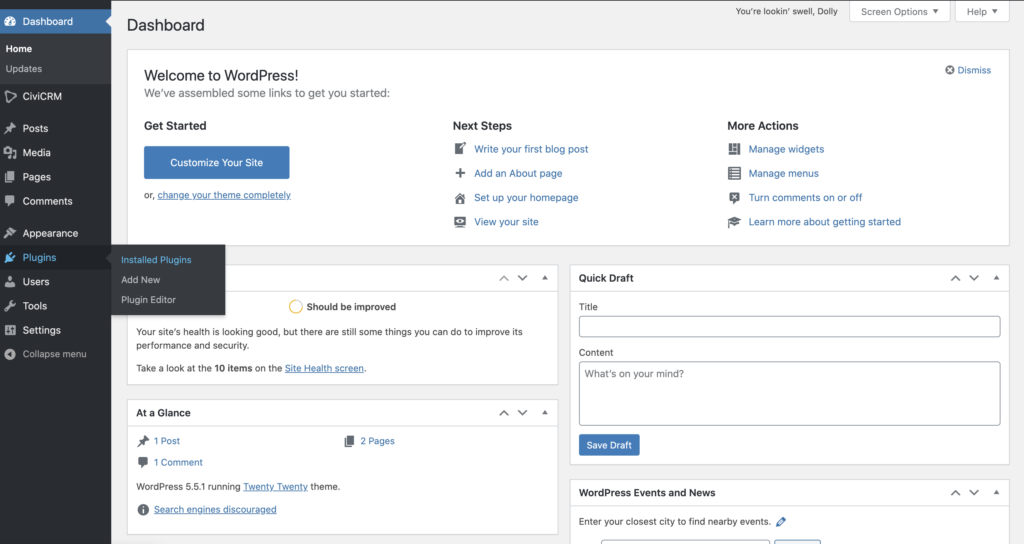 Dashboard
Home
Updates
CiviCRM
Posts
Media
Pages
Comments
Appearance
Plugins
Installed Plugins
Add New
Plugin Editor
Users
Tools
Settings
Collapse menu
You're lookin' swell, Dolly
Screen Options
Help
Dashboard
Welcome to WordPress!
We've assembled some links to get you started:
Dismiss
Get Started
Customize Your Site
or, change your theme completely
Next Steps
Write your first blog post
Add an About page
Set up your homepage
View your site
More Actions
Manage widgets
Manage menus
Turn comments on or off
Learn more about getting started
Should be improved
Your site's health is looking good, but there are still some things you can do to improve its
performance and security.
Take a look at the 10 items on the Site Health screen.
At a Glance
1 Post
2 Pages
1 Comment
WordPress 5.5.1 running Twenty Twenty theme.
Search engines discouraged
Quick Draft
Title
Content
What's on your mind?
Save Draft
WordPress Events and News
Enter your closest city to find nearby events.